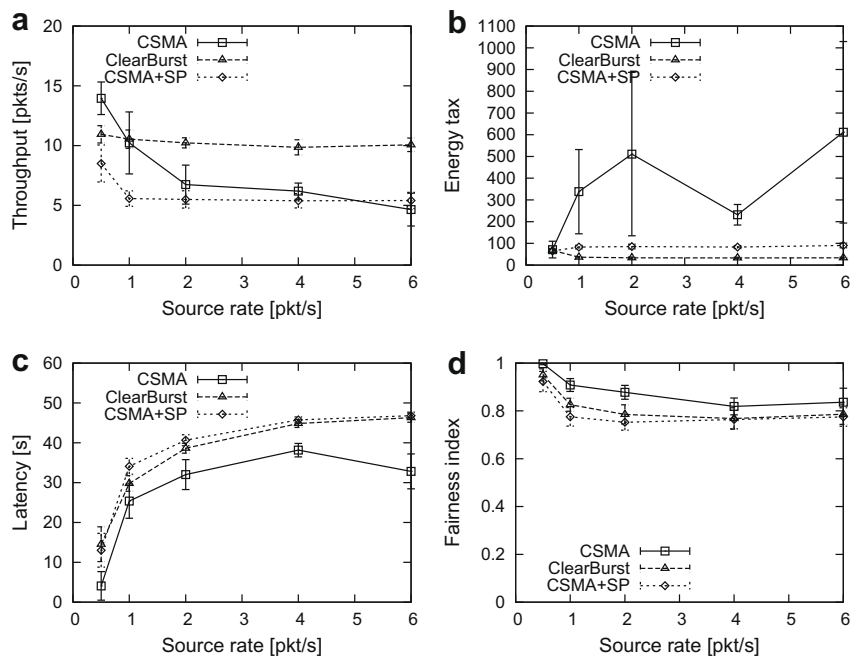 a
20
15
10
5
0
Throughput [pkts/s]
CSMA
ClearBurst
CSMA+SP
0 1 2 3 4 5 6
Source rate [pkt/s]
b
1100
1000
900
800
700
600
500
400
300
200
100
0
Energy tax
CSMA
ClearBurst
CSMA+SP
0 1 2 3 4 5 6
Source rate [pkt/s]
c
60
50
40
30
20
10
0
Latency [s]
CSMA
ClearBurst
CSMA+SP
0 1 2 3 4 5 6
Source rate [pkt/s]
d
1
0.8
0.6
0.4
0.2
0
Fairness index
CSMA
ClearBurst
CSMA+SP
0 1 2 3 4 5 6
Source rate [pkt/s]